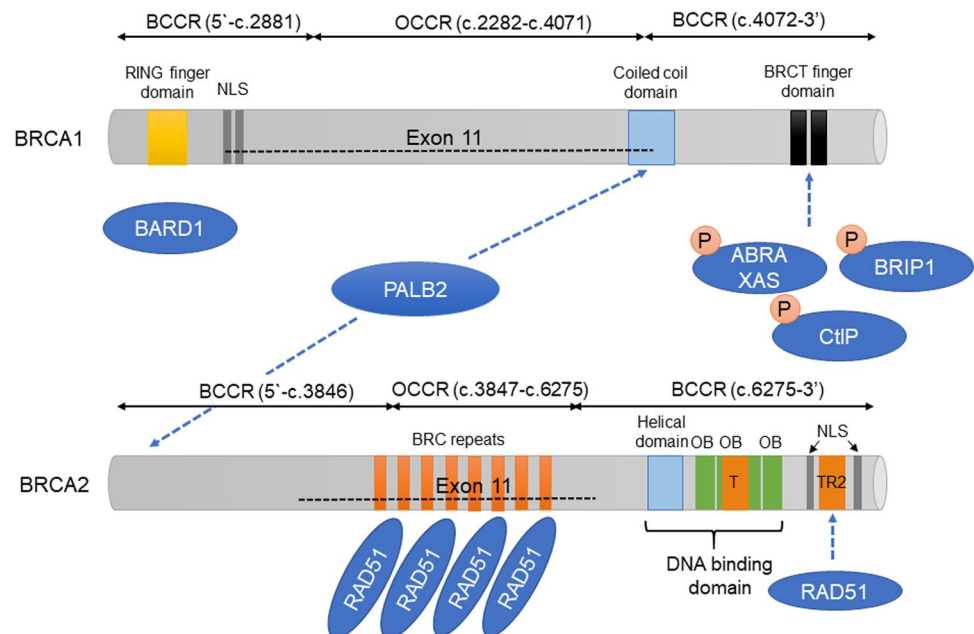 BCCR (5`-c.2881)
OCCR (c.2282-c.4071)
BCCR (c.4072-3’)
RING finger
domain
NLS
Coiled coil
domain
BRCT finger
domain
BRCA1
Exon 11
BARD1
PALB2
P
ABRA
XAS
P
BRIP1
P
CtIP
BCCR (5`-c.3846)
OCCR (c.3847-c.6275)
BCCR (c.6275-3’)
BRC repeats
Helical
domain
OB
OB
OB
NLS
BRCA2
Exon 11
T
TR2
RAD51
RAD51
RAD51
RAD51
DNA binding
domain
RAD51